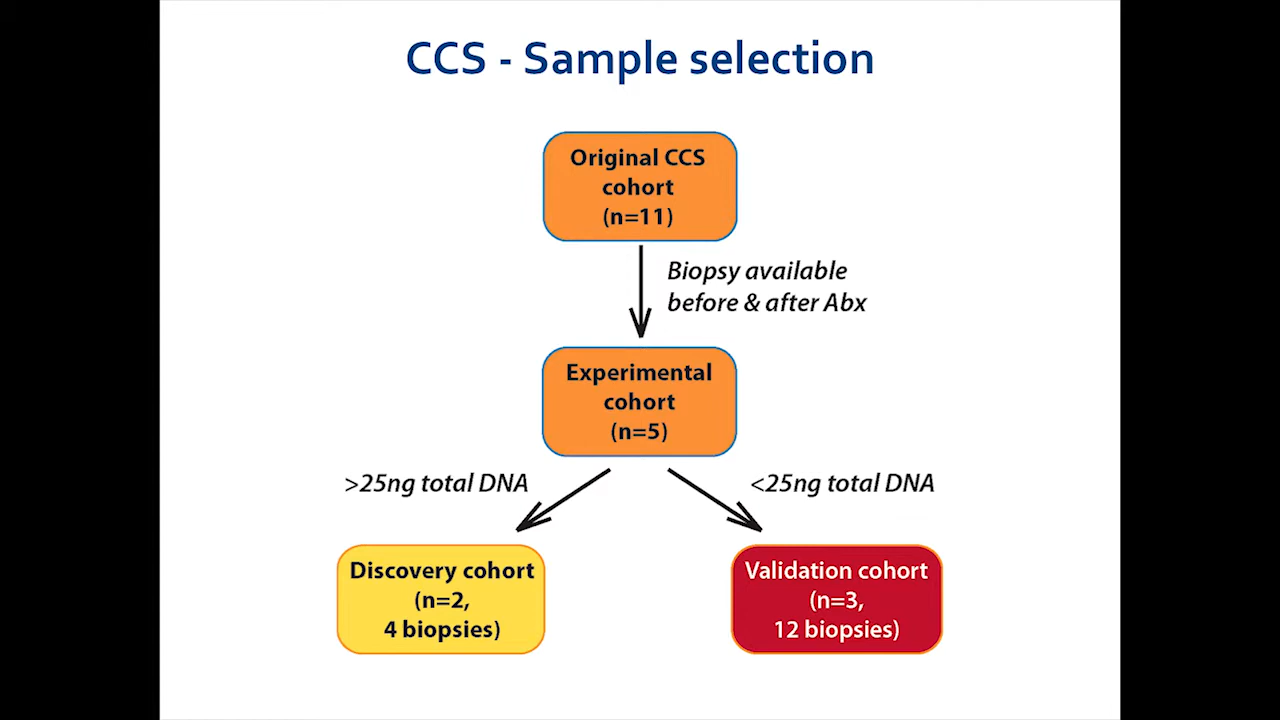 CCS - Sample selection
Original CCS
cohort
(n=11)
Biopsy available
before & after Abx
Experimental
cohort
(n=5)
>25ng total DNA
<25ng total DNA
Discovery cohort
(n=2,
4 biopsies)
Validation cohort
(n=3,
12 biopsies)